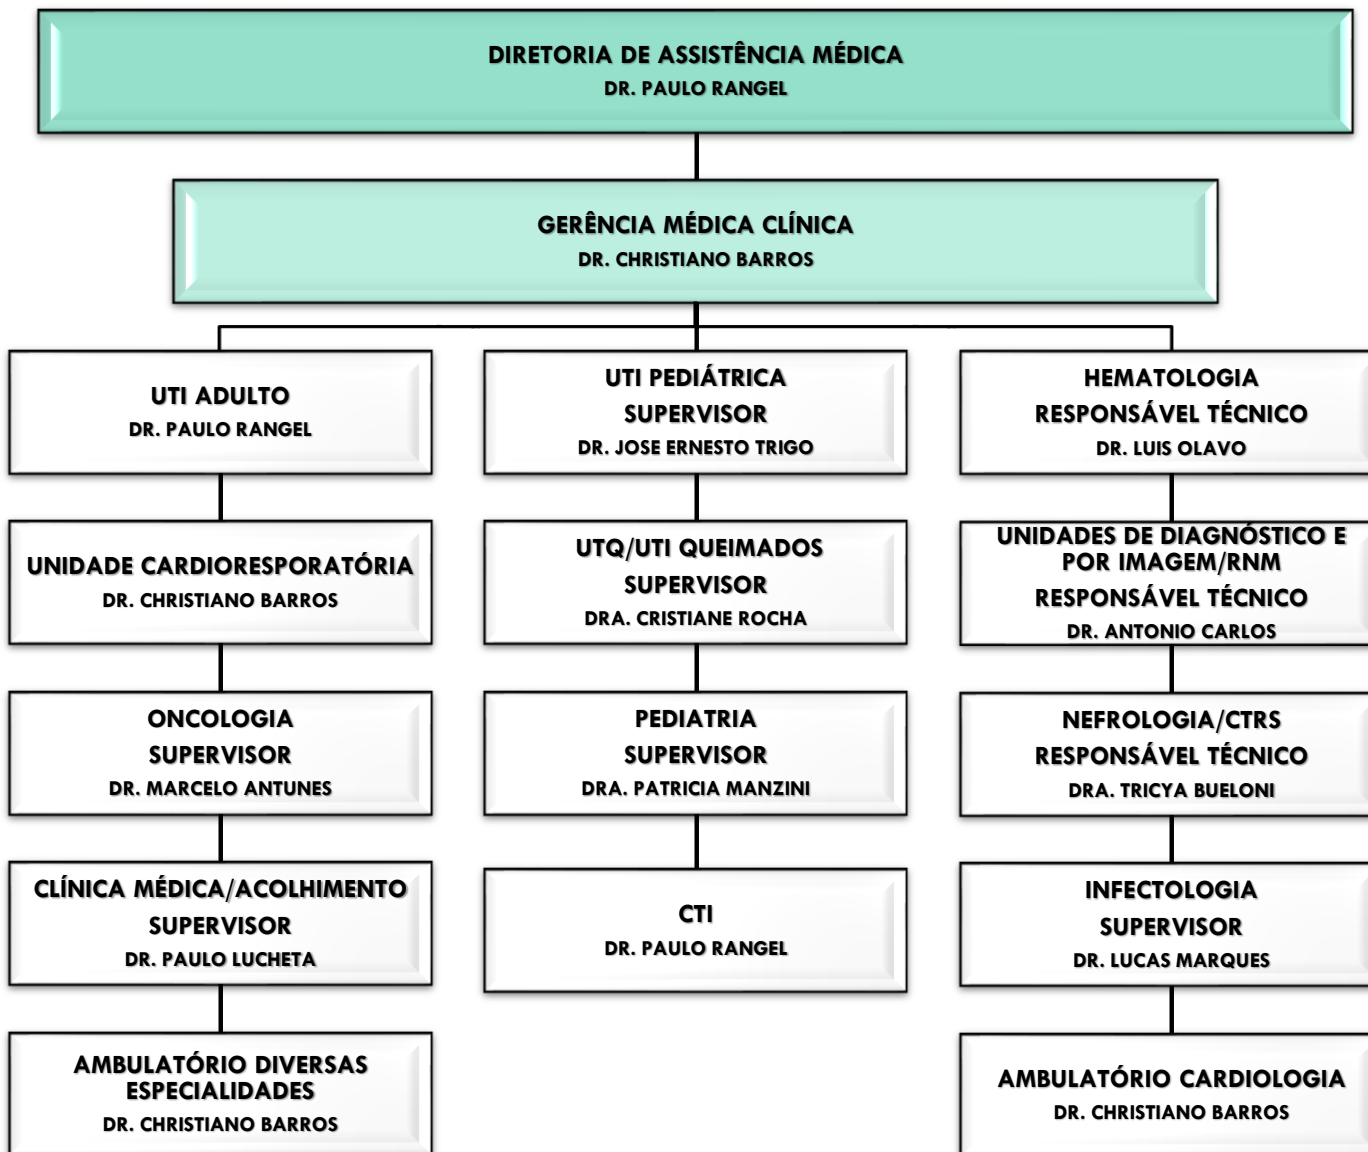 DIRETORIA DE ASSISTÊNCIA MÉDICA
DR. PAULO RANGEL
GERÊNCIA MÉDICA CLÍNICA
DR. CHRISTIANO BARROS
UTI ADULTO
DR. PAULO RANGEL
UNIDADE CARDIORESPORATÓRIA
DR. CHRISTIANO BARROS
ONCOLOGIA
SUPERVISOR
DR. MARCELO ANTUNES
CLÍNICA MÉDICA/ACOLHIMENTO
SUPERVISOR
DR. PAULO LUCHETA
AMBULATÓRIO DIVERSAS
ESPECIALIDADES
DR. CHRISTIANO BARROS
UTI PEDIÁTRICA
SUPERVISOR
DR. JOSE ERNESTO TRIGO
UTQ/UTI QUEIMADOS
SUPERVISOR
DRA. CRISTIANE ROCHA
PEDIATRIA
SUPERVISOR
DRA. PATRICIA MANZINI
CTI
DR. PAULO RANGEL
HEMATOLOGIA
RESPONSÁVEL TÉCNICO
DR. LUIS OLAVO
UNIDADES DE DIAGNÓSTICO E
POR IMAGEM/RNM
RESPONSÁVEL TÉCNICO
DR. ANTONIO CARLOS
NEFROLOGIA/CTRS
RESPONSÁVEL TÉCNICO
DRA. TRICYA BUELONI
INFECTOLOGIA
SUPERVISOR
DR. LUCAS MARQUES
AMBULATÓRIO CARDIOLOGIA
DR. CHRISTIANO BARROS